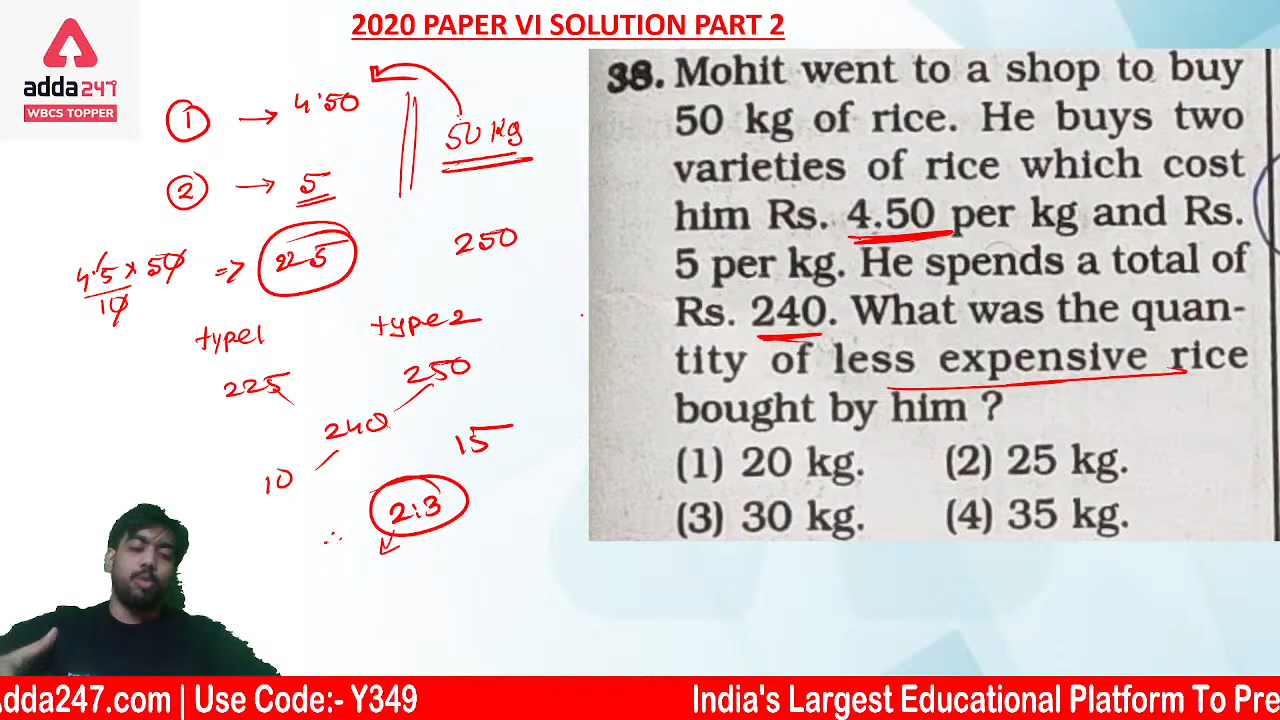 2020 PAPER VI SOLUTION PART 2
adda247
WBCS TOPPER
1 → 4.50
50 kg
2 → 5
250
4.5 x 50 => 225
10
type1 type2
225 250
240
10 15
∴ 2:3
38. Mohit went to a shop to buy
50 kg of rice. He buys two
varieties of rice which cost
him Rs. 4.50 per kg and Rs.
5 per kg. He spends a total of
Rs. 240. What was the quan-
tity of less expensive rice
bought by him ?
(1) 20 kg. (2) 25 kg.
(3) 30 kg. (4) 35 kg.
Adda247.com | Use Code:- Y349 India's Largest Educational Platform To Pre